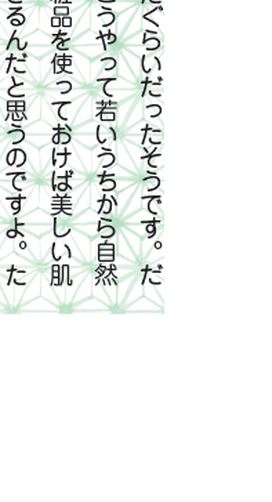 ぐらいだったそうです。だ
うやって若いうちから自然
粧品を使っておけば美しい肌
るんだと思うのですよ。た